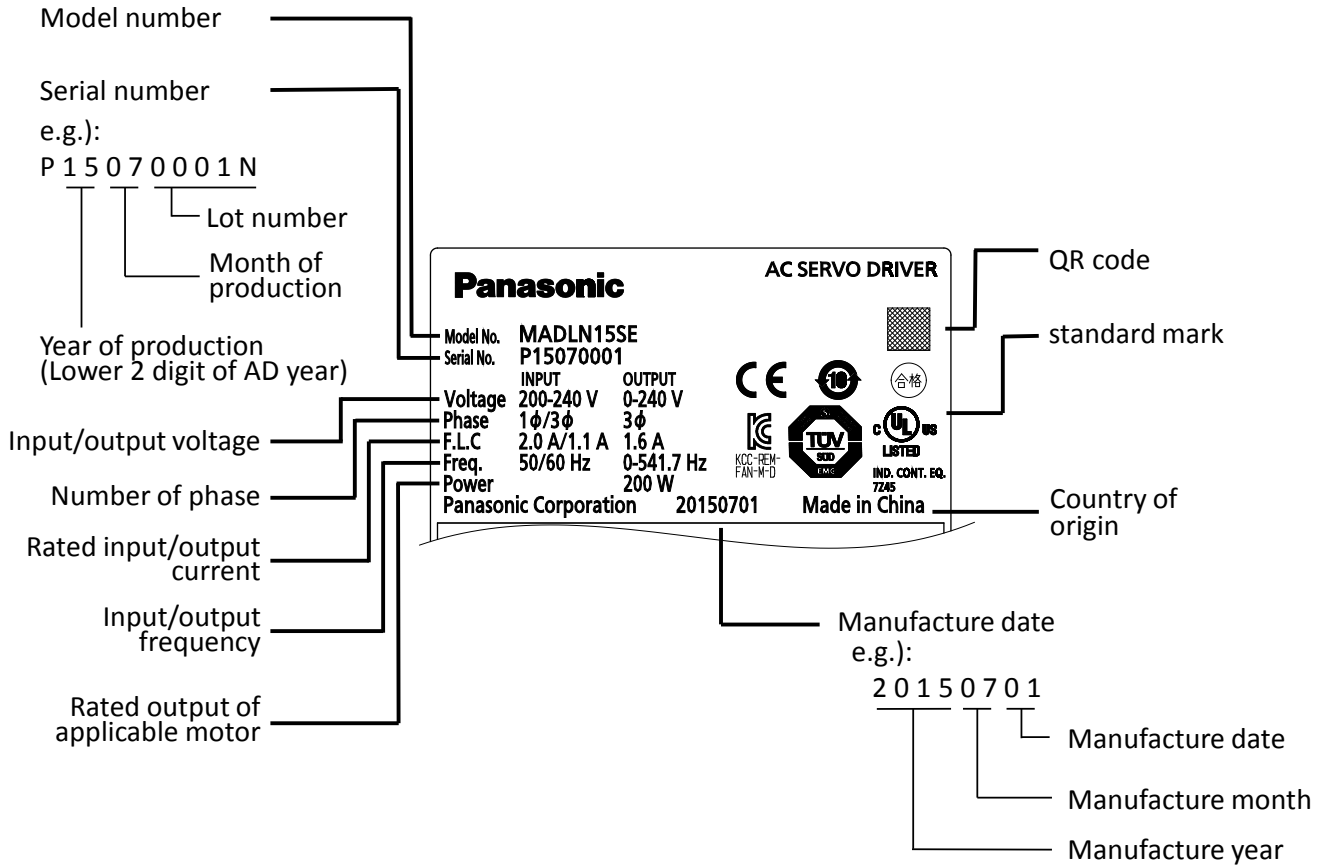 Model number
Serial number
e.g.):
P 1 5 0 7 0 0 0 1 N
Lot number
Month of
production
Year of production
(Lower 2 digit of AD year)
Input/output voltage
Number of phase
Rated input/output
current
Input/output
frequency
Rated output of
applicable motor
Panasonic
AC SERVO DRIVER
Model No. MADLN15SE
Serial No. P15070001
INPUT OUTPUT
Voltage 200-240 V 0-240 V
Phase 1ϕ/3ϕ 3ϕ
F.L.C 2.0 A/1.1 A 1.6 A
Freq. 50/60 Hz 0-541.7 Hz
Power 200 W
Panasonic Corporation 20150701 Made in China
CE
10
合格
KCC-REM-
FAN-M-D
TÜV
SÜD
EMC
C UL US
LISTED
IND. CONT. EQ.
7Z45
QR code
standard mark
Country of
origin
Manufacture date
e.g.):
2 0 1 5 0 7 0 1
Manufacture date
Manufacture month
Manufacture year